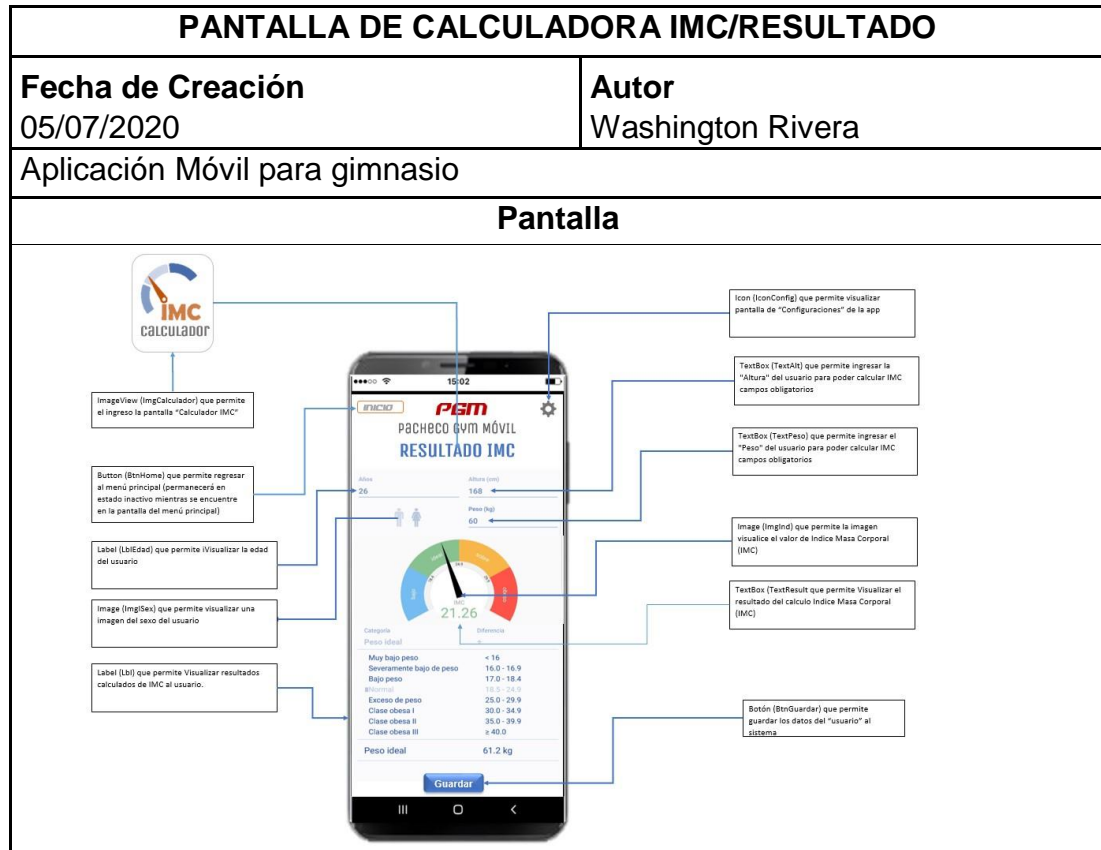 PANTALLA DE CALCULADORA IMC/RESULTADO
Fecha de Creación
05/07/2020
Autor
Washington Rivera
Aplicación Móvil para gimnasio
Pantalla
IMC
CALCULADOR
ImageView (ImgCalculador) que permite
el ingreso la pantalla "Calculador IMC"
Button (BtnHome) que permite regresar
al menú principal (permanecerá en
estado inactivo mientras se encuentre
en la pantalla del menú principal)
Label (LblEdad) que permite iVisualizar la edad
del usuario
Image (ImglSex) que permite visualizar una
imagen del sexo del usuario
Label (Lbl) que permite Visualizar resultados
calculados de IMC al usuario.
15:02
INICIO
PGM
PACHECO GYM MÓVIL
RESULTADO IMC
Años
26
Altura (cm)
168
Peso (kg)
60
IMC
21.26
Categoría
Diferencia
Peso ideal
Muy bajo peso < 16
Severamente bajo de peso 16.0 - 16.9
Bajo peso 17.0 - 18.4
Normal 18.5 - 24.9
Exceso de peso 25.0 - 29.9
Clase obesa I 30.0 - 34.9
Clase obesa II 35.0 - 39.9
Clase obesa III ≥ 40.0
Peso ideal 61.2 kg
Guardar
Icon (IconConfig) que permite visualizar
pantalla de "Configuraciones" de la app
TextBox (TextAlt) que permite ingresar la
"Altura" del usuario para poder calcular IMC
campos obligatorios
TextBox (TextPeso) que permite ingresar el
"Peso" del usuario para poder calcular IMC
campos obligatorios
Image (ImgInd) que permite la imagen
visualice el valor de Indice Masa Corporal
(IMC)
TextBox (TextResult que permite Visualizar el
resultado del calculo Indice Masa Corporal
(IMC)
Botón (BtnGuardar) que permite
guardar los datos del "usuario" al
sistema